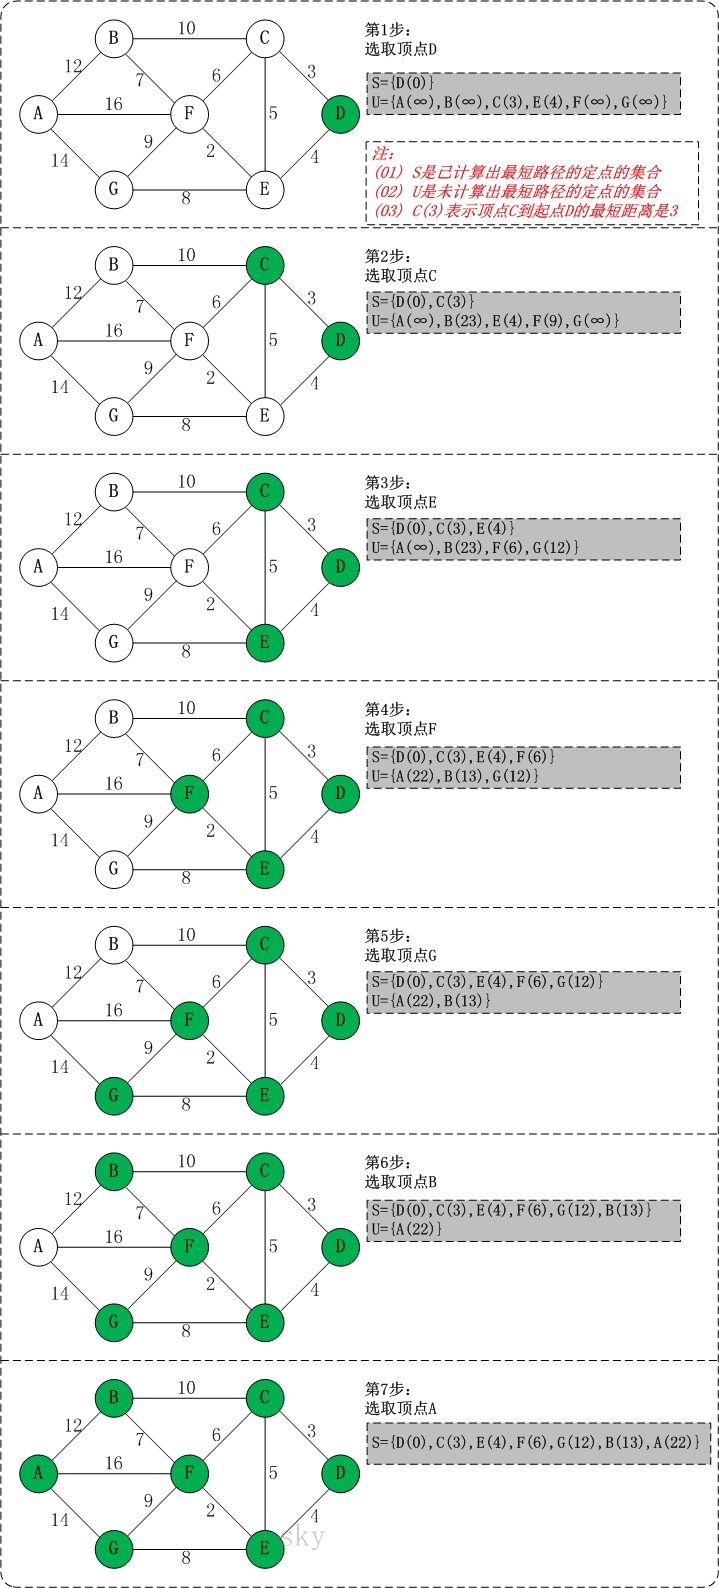 10
B C
12 7 6 3
16
A F 5 D
14 9 2 4
G E
8
第1步:
选取顶点D
S={D(0)}
U={A(∞),B(∞),C(3),E(4),F(∞),G(∞)}
注:
(01) S是已计算出最短路径的定点的集合
(02) U是未计算出最短路径的定点的集合
(03) C(3)表示顶点C到起点D的最短距离是3
10
B C
12 7 6 3
16
A F 5 D
14 9 2 4
G E
8
第2步:
选取顶点C
S={D(0),C(3)}
U={A(∞),B(23),E(4),F(9),G(∞)}
10
B C
12 7 6 3
16
A F 5 D
14 9 2 4
G E
8
第3步:
选取顶点E
S={D(0),C(3),E(4)}
U={A(∞),B(23),F(6),G(12)}
10
B C
12 7 6 3
16
A F 5 D
14 9 2 4
G E
8
第4步:
选取顶点F
S={D(0),C(3),E(4),F(6)}
U={A(22),B(13),G(12)}
10
B C
12 7 6 3
16
A F 5 D
14 9 2 4
G E
8
第5步:
选取顶点G
S={D(0),C(3),E(4),F(6),G(12)}
U={A(22),B(13)}
10
B C
12 7 6 3
16
A F 5 D
14 9 2 4
G E
8
第6步:
选取顶点B
S={D(0),C(3),E(4),F(6),G(12),B(13)}
U={A(22)}
10
B C
12 7 6 3
16
A F 5 D
14 9 2 4
G E
8
第7步:
选取顶点A
S={D(0),C(3),E(4),F(6),G(12),B(13),A(22)}
sky